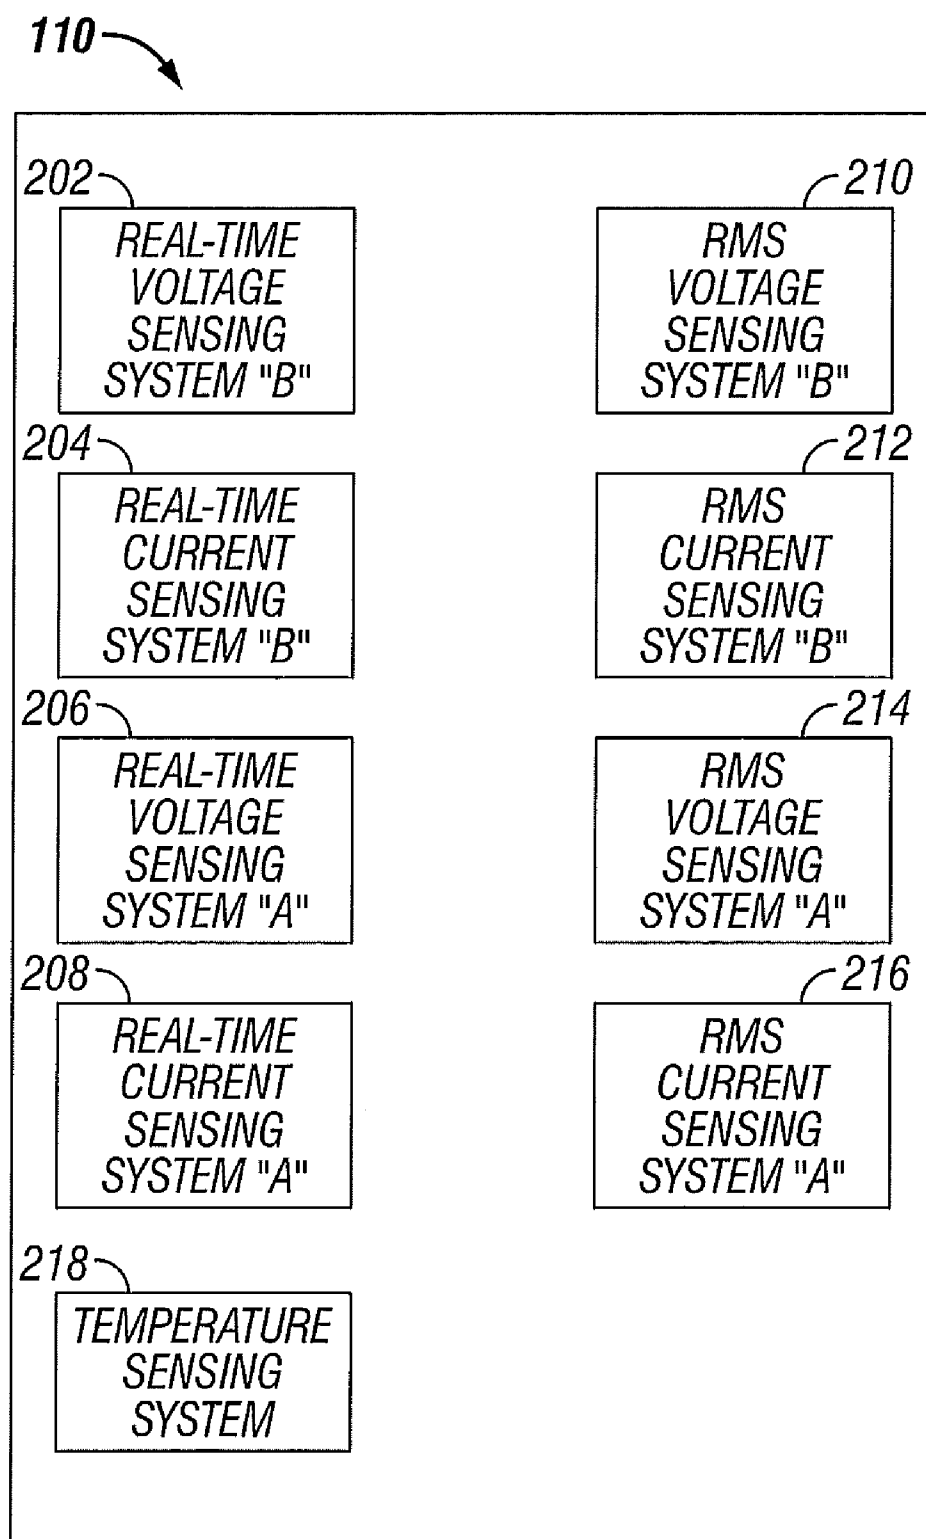 110
202
REAL-TIME
VOLTAGE
SENSING
SYSTEM "B"
210
RMS
VOLTAGE
SENSING
SYSTEM "B"
204
REAL-TIME
CURRENT
SENSING
SYSTEM "B"
212
RMS
CURRENT
SENSING
SYSTEM "B"
206
REAL-TIME
VOLTAGE
SENSING
SYSTEM "A"
214
RMS
VOLTAGE
SENSING
SYSTEM "A"
208
REAL-TIME
CURRENT
SENSING
SYSTEM "A"
216
RMS
CURRENT
SENSING
SYSTEM "A"
218
TEMPERATURE
SENSING
SYSTEM